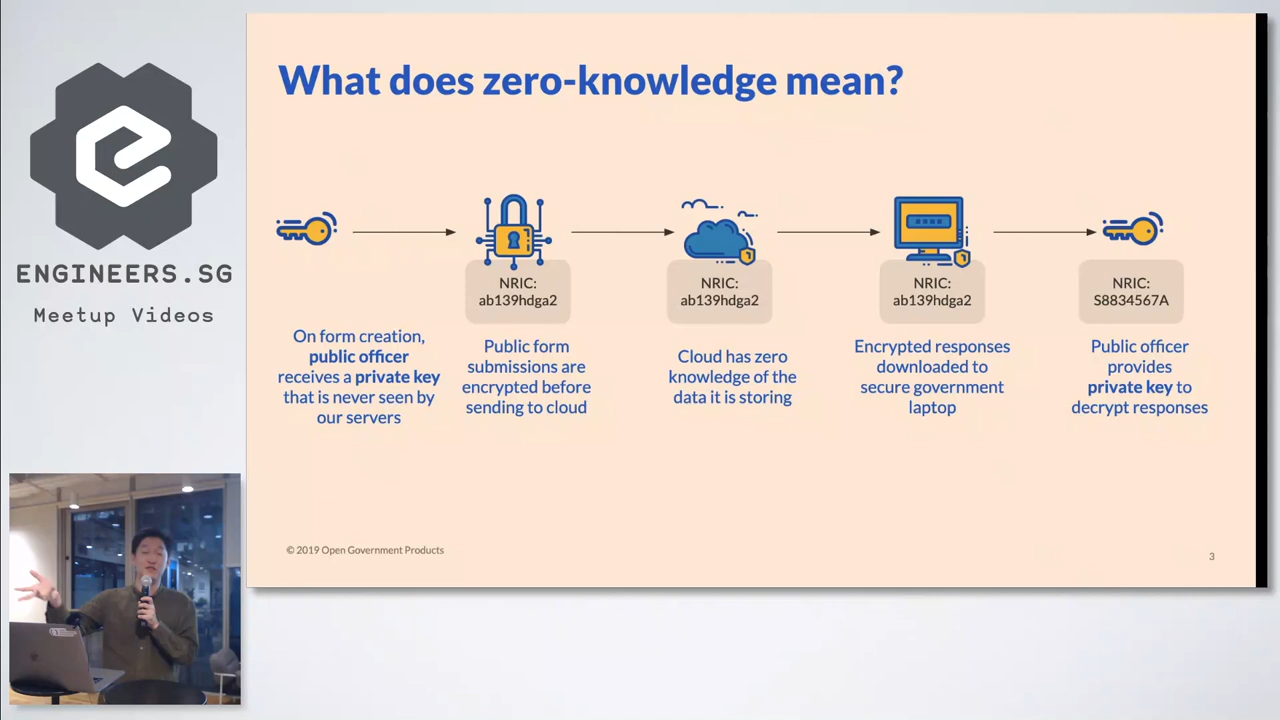 What does zero-knowledge mean?
ENGINEERS.SG
Meetup Videos
On form creation,
public officer
receives a private key
that is never seen by
our servers
NRIC:
ab139hdga2
Public form
submissions are
encrypted before
sending to cloud
NRIC:
ab139hdga2
Cloud has zero
knowledge of the
data it is storing
NRIC:
ab139hdga2
Encrypted responses
downloaded to
secure government
laptop
NRIC:
S8834567A
Public officer
provides
private key to
decrypt responses
© 2019 Open Government Products
3